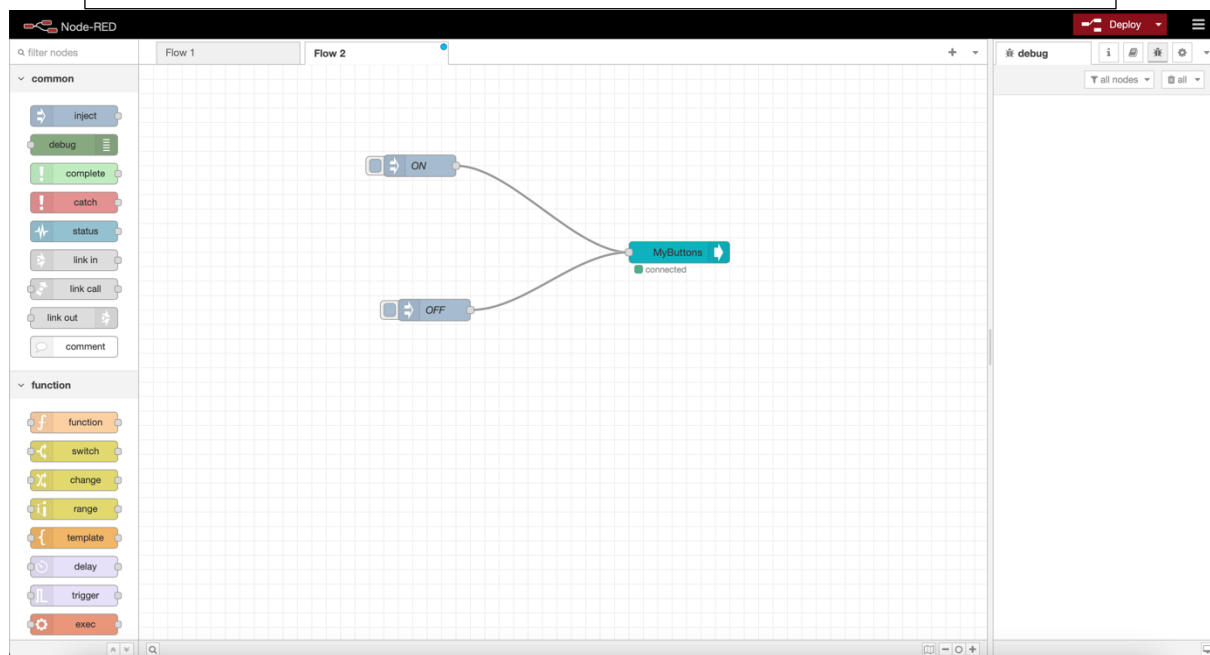 Node-RED
Deploy
filter nodes
Flow 1
Flow 2
debug
i
all nodes
all
common
inject
debug
complete
catch
status
link in
link call
link out
comment
ON
MyButtons
connected
OFF
function
function
switch
change
range
template
delay
trigger
exec